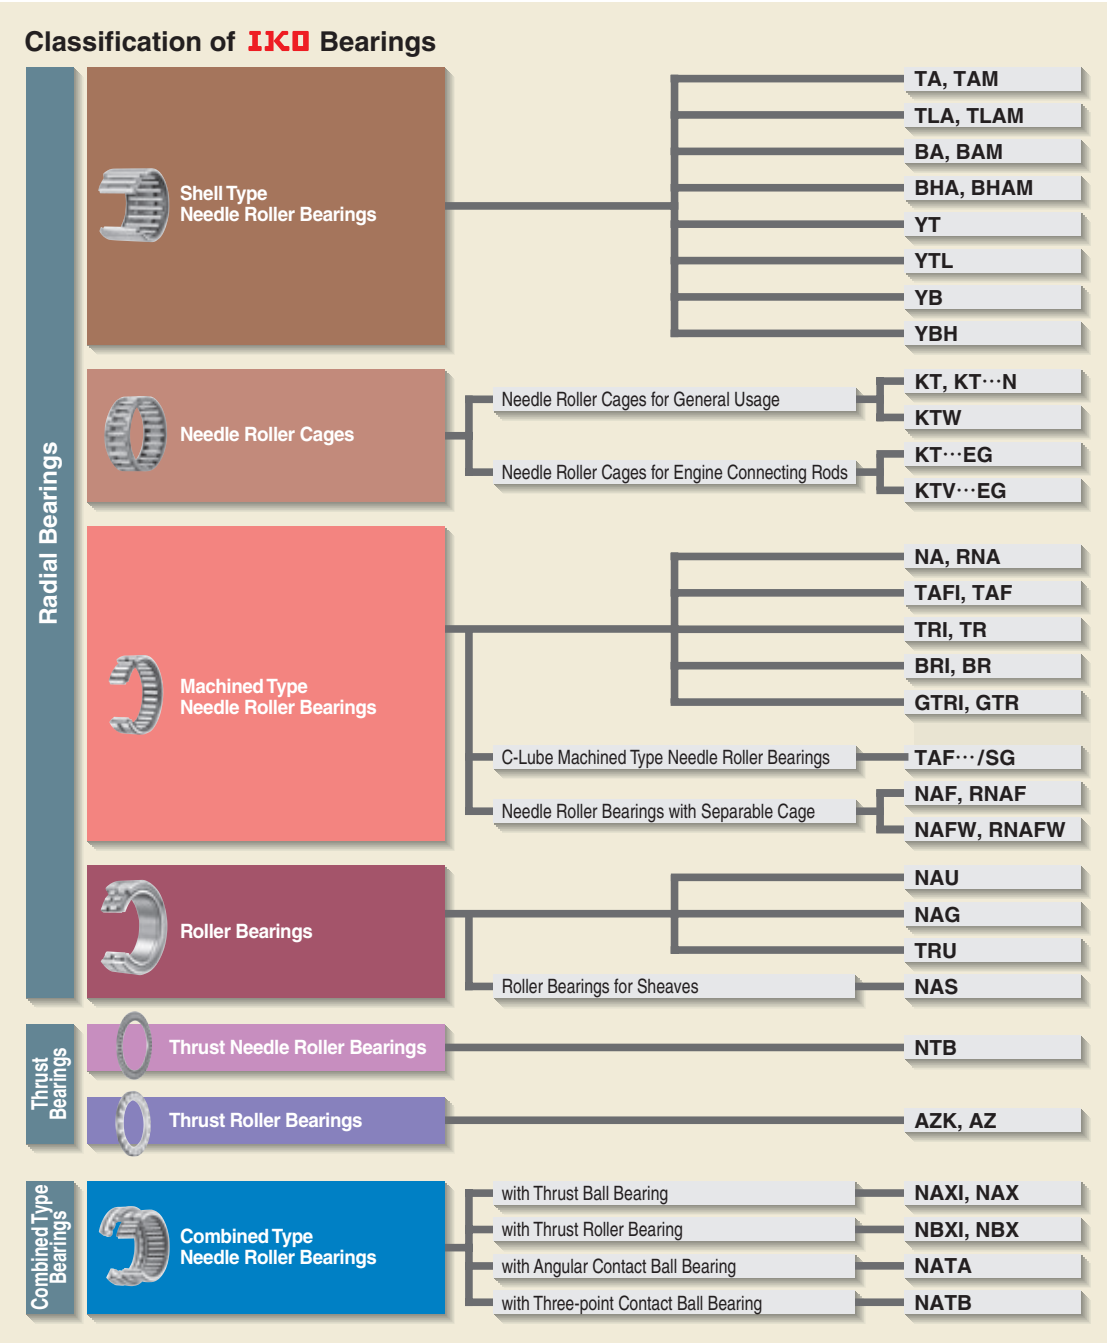 Classification of IKO Bearings
Radial Bearings
Shell Type
Needle Roller Bearings
TA, TAM
TLA, TLAM
BA, BAM
BHA, BHAM
YT
YTL
YB
YBH
Needle Roller Cages
Needle Roller Cages for General Usage
KT, KT⋯N
KTW
Needle Roller Cages for Engine Connecting Rods
KT⋯EG
KTV⋯EG
Machined Type
Needle Roller Bearings
NA, RNA
TAFI, TAF
TRI, TR
BRI, BR
GTRI, GTR
C-Lube Machined Type Needle Roller Bearings
TAF⋯/SG
Needle Roller Bearings with Separable Cage
NAF, RNAF
NAFW, RNAFW
Roller Bearings
NAU
NAG
TRU
Roller Bearings for Sheaves
NAS
Thrust
Bearings
Thrust Needle Roller Bearings
NTB
Thrust Roller Bearings
AZK, AZ
Combined Type
Bearings
Combined Type
Needle Roller Bearings
with Thrust Ball Bearing
NAXI, NAX
with Thrust Roller Bearing
NBXI, NBX
with Angular Contact Ball Bearing
NATA
with Three-point Contact Ball Bearing
NATB